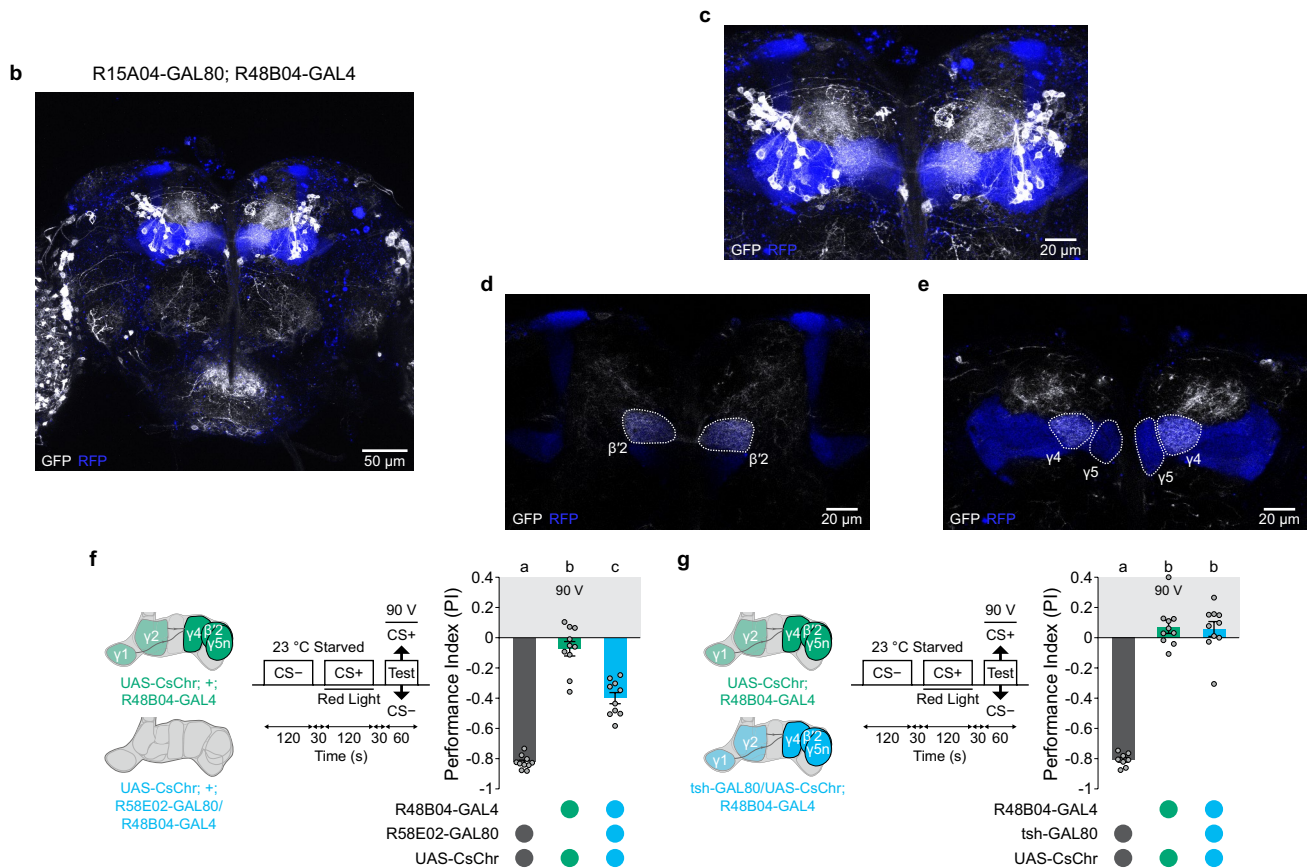 b
R15A04-GAL80; R48B04-GAL4
GFP RFP
50 µm
c
GFP RFP
20 µm
d
β′2
β′2
GFP RFP
20 µm
e
γ4
γ5
γ5
γ4
GFP RFP
20 µm
f
γ1
γ2
γ4
β′2
γ5n
UAS-CsChr; +;
R48B04-GAL4
UAS-CsChr; +;
R58E02-GAL80/
R48B04-GAL4
90 V
CS+
23 °C Starved
CS−
CS+
Test
Red Light
CS−
120 30 120 30 60
Time (s)
a b c
90 V
Performance Index (PI)
0.4
0.2
0
-0.2
-0.4
-0.6
-0.8
-1
R48B04-GAL4
R58E02-GAL80
UAS-CsChr
g
γ1
γ2
γ4
β′2
γ5n
UAS-CsChr;
R48B04-GAL4
γ1
γ2
γ4
β′2
γ5n
tsh-GAL80/UAS-CsChr;
R48B04-GAL4
90 V
CS+
23 °C Starved
CS−
CS+
Test
Red Light
CS−
120 30 120 30 60
Time (s)
a b b
90 V
Performance Index (PI)
0.4
0.2
0
-0.2
-0.4
-0.6
-0.8
-1
R48B04-GAL4
tsh-GAL80
UAS-CsChr